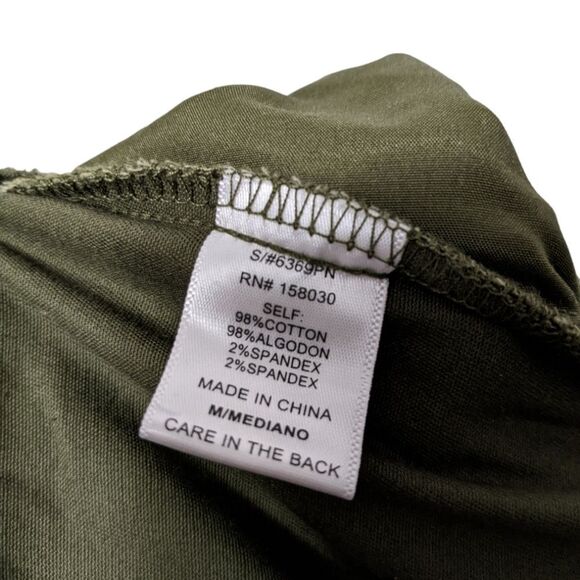 S/#6369PN
RN# 158030
SELF:
98%COTTON
98%ALGODON
2%SPANDEX
2%SPANDEX
MADE IN CHINA
M/MEDIANO
CARE IN THE BACK